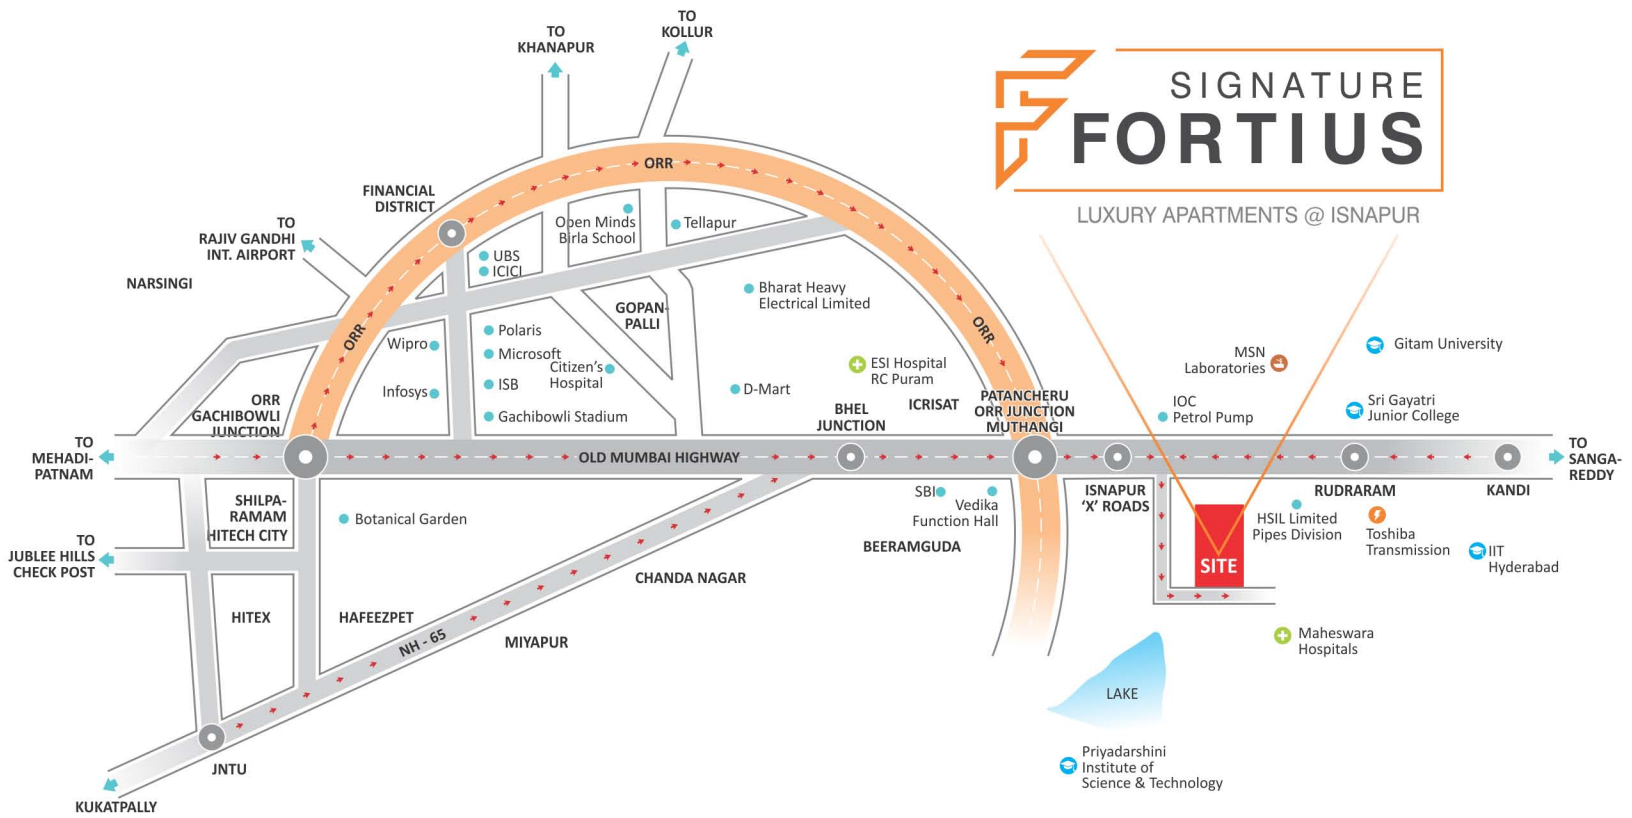 TO
KHANAPUR
TO
KOLLUR
SIGNATURE
FORTIUS
LUXURY APARTMENTS @ ISNAPUR
ORR
FINANCIAL
DISTRICT
TO
RAJIV GANDHI
INT. AIRPORT
NARSINGI
Open Minds
Birla School
Tellapur
UBS
ICICI
Bharat Heavy
Electrical Limited
GOPAN-
PALLI
ORR
ORR
Polaris
Wipro
Microsoft
Citizen's
Hospital
ISB
Infosys
Gachibowli Stadium
D-Mart
ESI Hospital
RC Puram
ICRISAT
BHEL
JUNCTION
PATANCHERU
ORR JUNCTION
MUTHANGI
MSN
Laboratories
Gitam University
IOC
Petrol Pump
Sri Gayatri
Junior College
ORR
GACHIBOWLI
JUNCTION
TO
MEHADI-
PATNAM
OLD MUMBAI HIGHWAY
TO
SANGA-
REDDY
SHILPA-
RAMAM
HITECH CITY
Botanical Garden
SBI
Vedika
Function Hall
BEERAMGUDA
ISNAPUR
'X' ROADS
RUDRARAM
KANDI
HSIL Limited
Pipes Division
Toshiba
Transmission
IIT
Hyderabad
SITE
TO
JUBLEE HILLS
CHECK POST
CHANDA NAGAR
HITEX
HAFEEZPET
NH - 65
MIYAPUR
Maheswara
Hospitals
LAKE
JNTU
KUKATPALLY
Priyadarshini
Institute of
Science & Technology